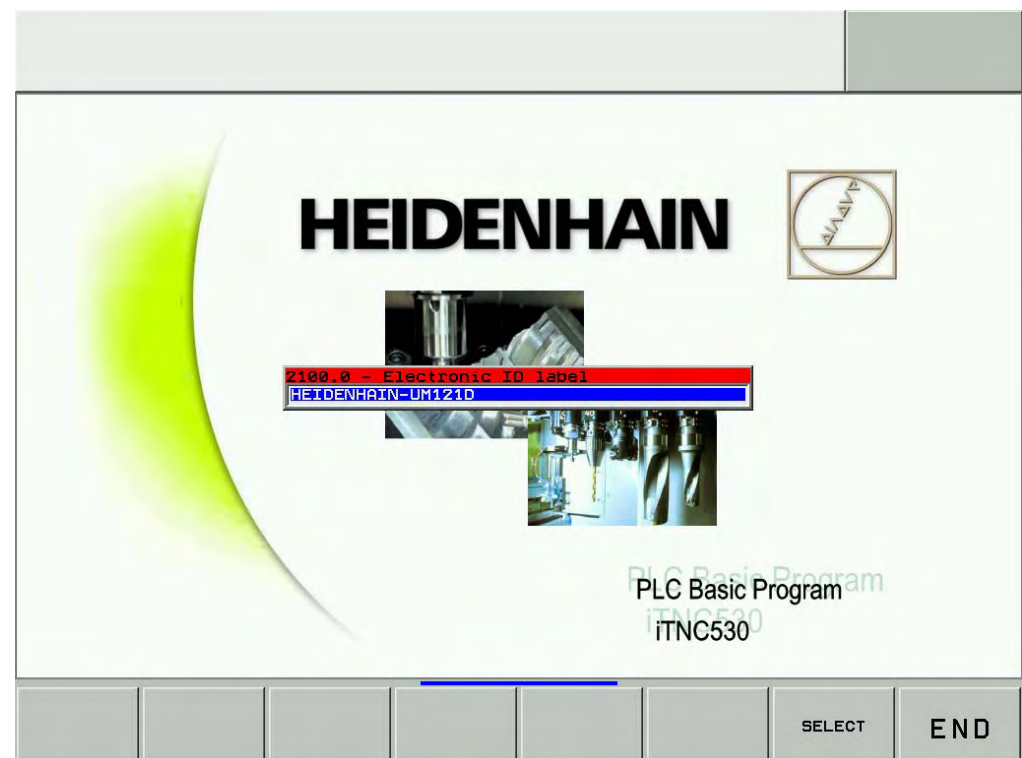 HEIDENHAIN
2100.0 - Electronic ID label
HEIDENHAIN-UM121D
PLC Basic Program
iTNC530
SELECT
END